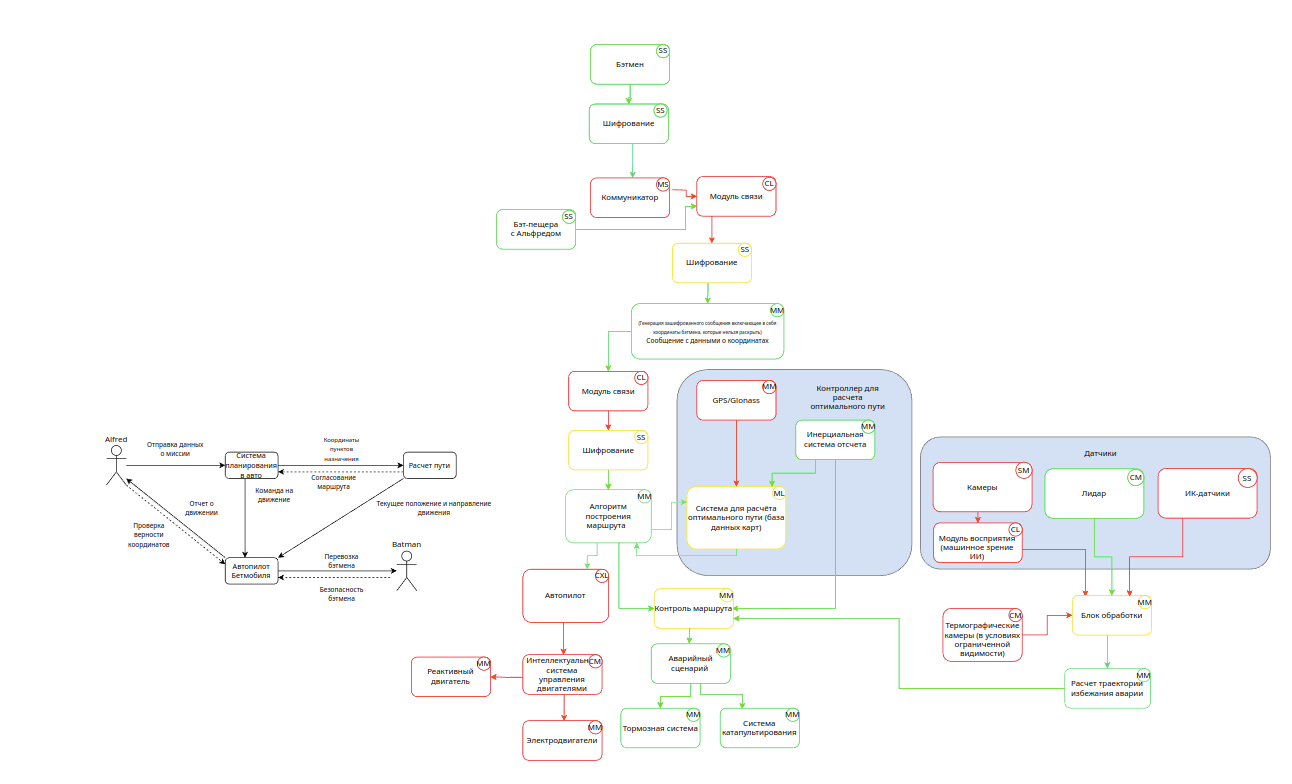 SS
Бэтмен
SS
Шифрование
MS
Коммуникатор
CL
Модуль связи
SS
Бэт-пещера
с Альфредом
SS
Шифрование
MM
(Генерация зашифрованного сообщения включающие в себя
координаты бэтмена, которые нельзя раскрыть)
Сообщение с данными о координатах
CL
Модуль связи
SS
Шифрование
MM
Алгоритм
построения
маршрута
Контроллер для
расчета
оптимального пути
MM
GPS/Glonass
MM
Инерциальная
система отсчета
ML
Система для расчёта
оптимального пути (база
данных карт)
Датчики
SM
Камеры
CM
Лидар
SS
ИК-датчики
CL
Модуль восприятия
(машинное зрение
ИИ)
MM
Блок обработки
CM
Термографические
камеры (в условиях
ограниченной
видимости)
MM
Расчет траектории
избежания аварии
CXL
Автопилот
MM
Контроль маршрута
MM
Аварийный
сценарий
MM
Тормозная система
MM
Система
катапультирования
CM
Интеллектуальн
система
управления
двигателями
MM
Реактивный
двигатель
MM
Электродвигатели
Alfred
Отправка данных
о миссии
Система
планирования
в авто
Координаты
пунктов
назначения
Согласование
маршрута
Расчет пути
Команда на
движение
Текущее положение и направление
движения
Отчет о
движении
Проверка
верности
координатов
Автопилот
Бетмобиля
Перевозка
бэтмена
Безопасность
бэтмена
Batman